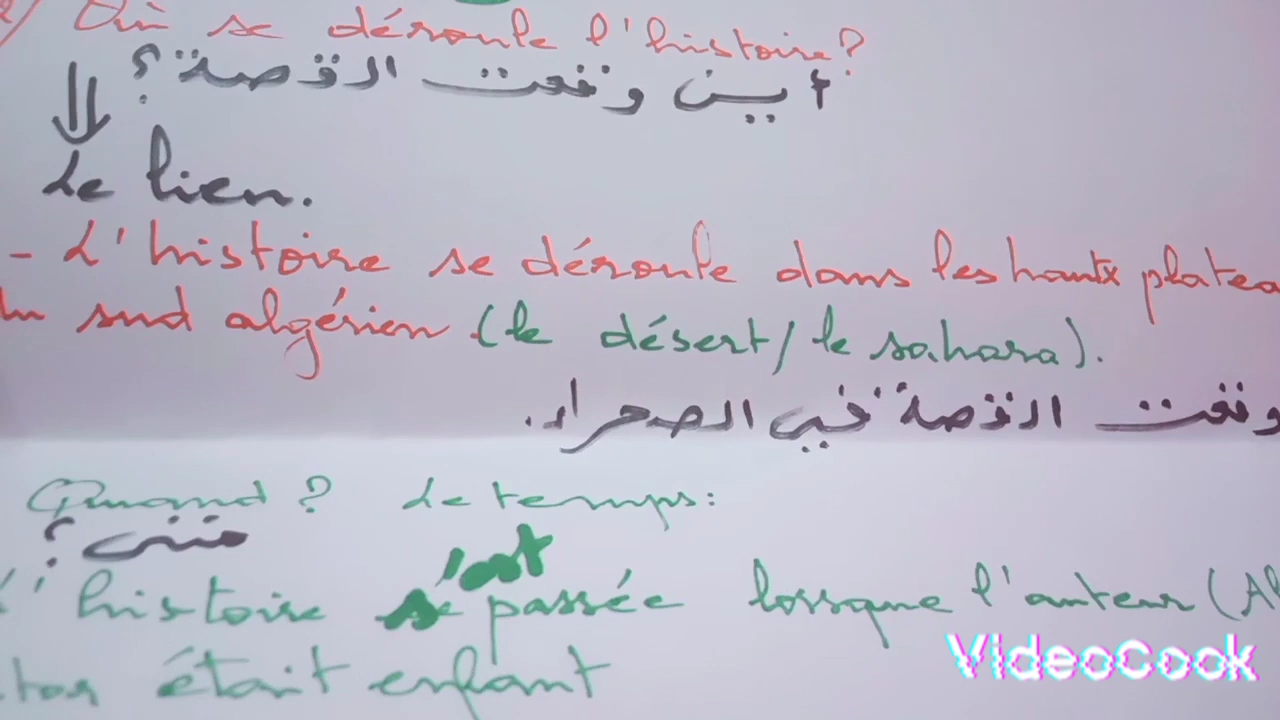 Où se déroule l'histoire?
أين وقعت القصة؟
Le lieu.
- L'histoire se déroule dans les hautx platea
du sud algérien (le désert/le sahara).
وقعت القصة في الصحراء.
Quand? Le temps:
متى؟
L'histoire s'est passée lorsque l'auteur (Al
était enfant
VideoCook